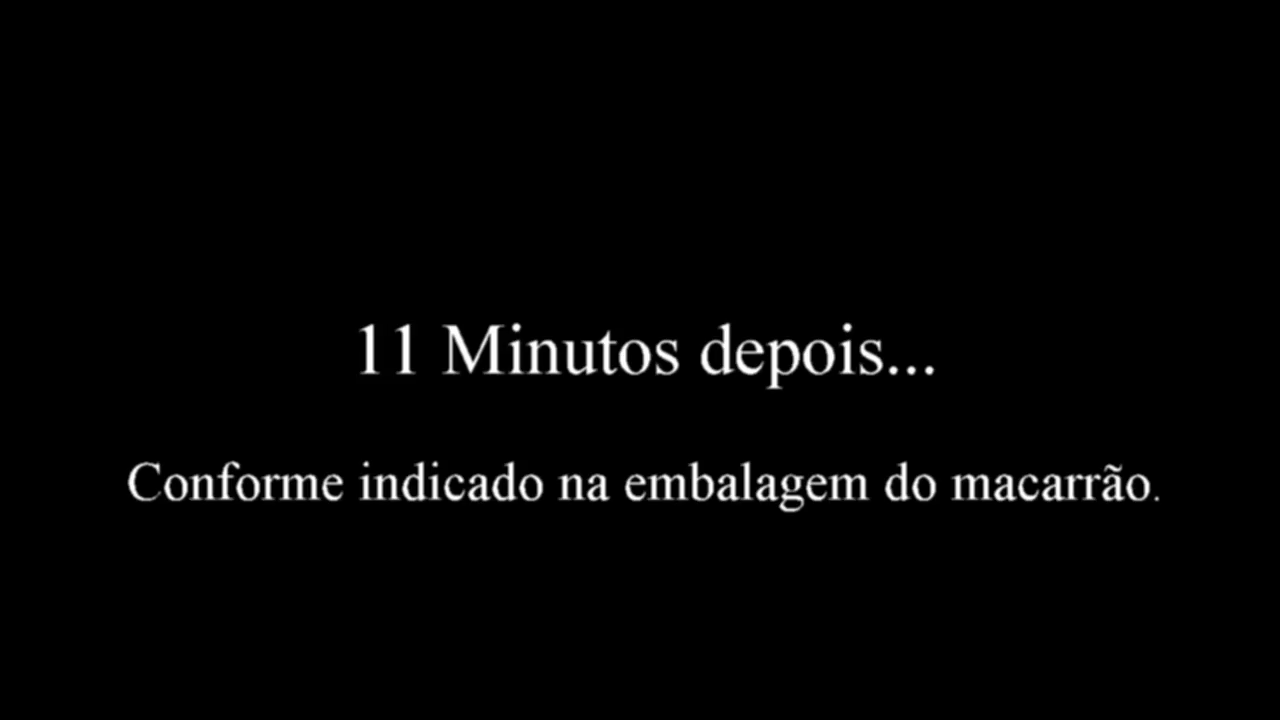 11 Minutos depois...
Conforme indicado na embalagem do macarrão.